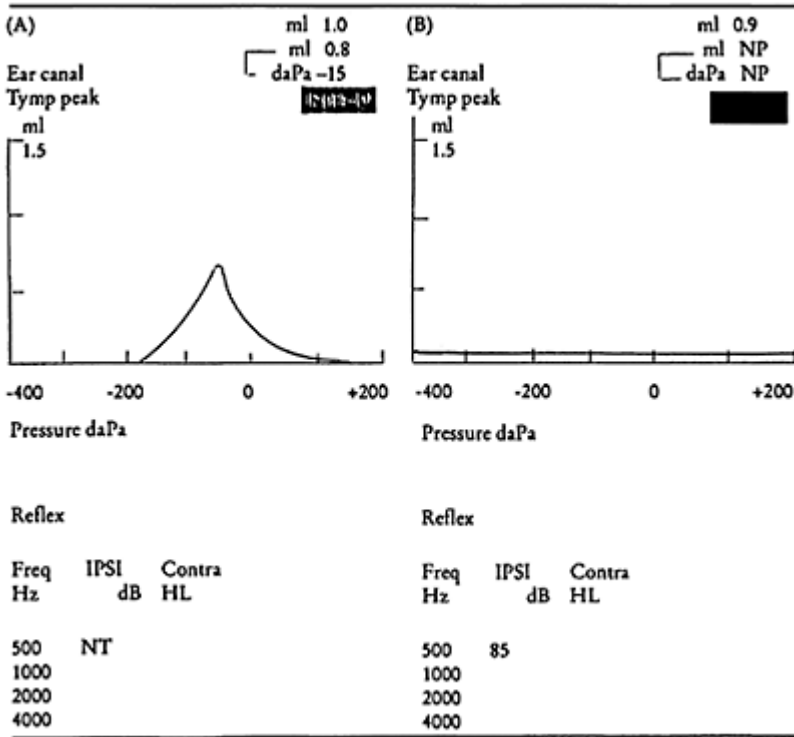 (A)
ml 1.0
ml 0.8
daPa -15
Ear canal
Tymp peak
ml
1.5
-400 -200 0 +200
Pressure daPa
Reflex
Freq IPSI Contra
Hz dB HL
500 NT
1000
2000
4000
(B)
ml 0.9
ml NP
daPa NP
Ear canal
Tymp peak
ml
1.5
-400 -200 0 +200
Pressure daPa
Reflex
Freq IPSI Contra
Hz dB HL
500 85
1000
2000
4000